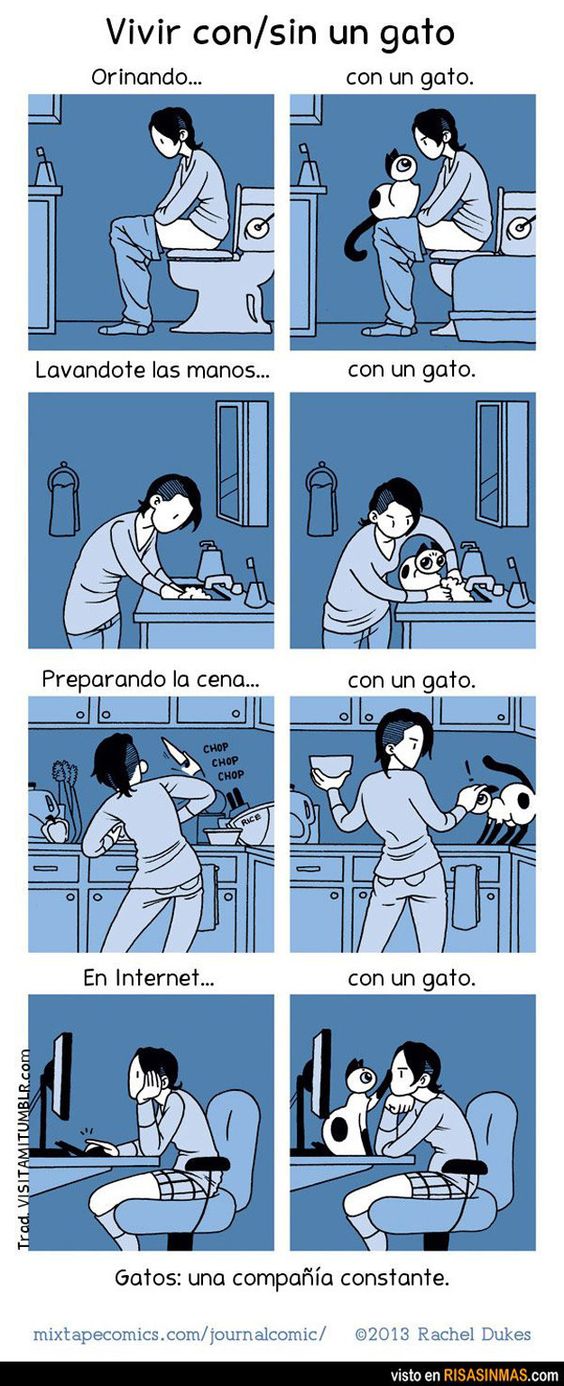 Vivir con/sin un gato
Orinando...
con un gato.
Lavandote las manos...
con un gato.
Preparando la cena...
con un gato.
CHOP
CHOP
CHOP
RICE
!
En Internet...
con un gato.
Trad. VISITAMITUMBLR.com
Gatos: una compañía constante.
mixtapecomics.com/journalcomic/ ©2013 Rachel Dukes
visto en RISASINMAS.com